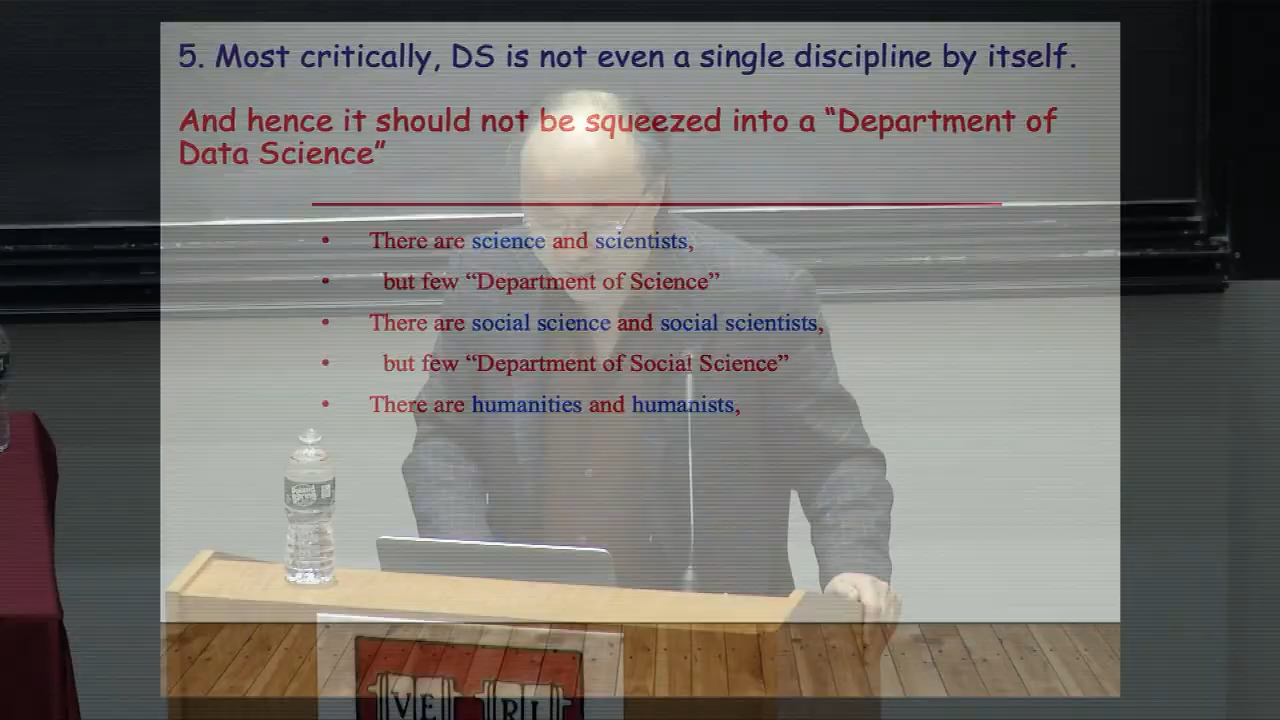 5. Most critically, DS is not even a single discipline by itself.
And hence it should not be squeezed into a “Department of
Data Science”
• There are science and scientists,
• but few “Department of Science”
• There are social science and social scientists,
• but few “Department of Social Science”
• There are humanities and humanists,
VE RI